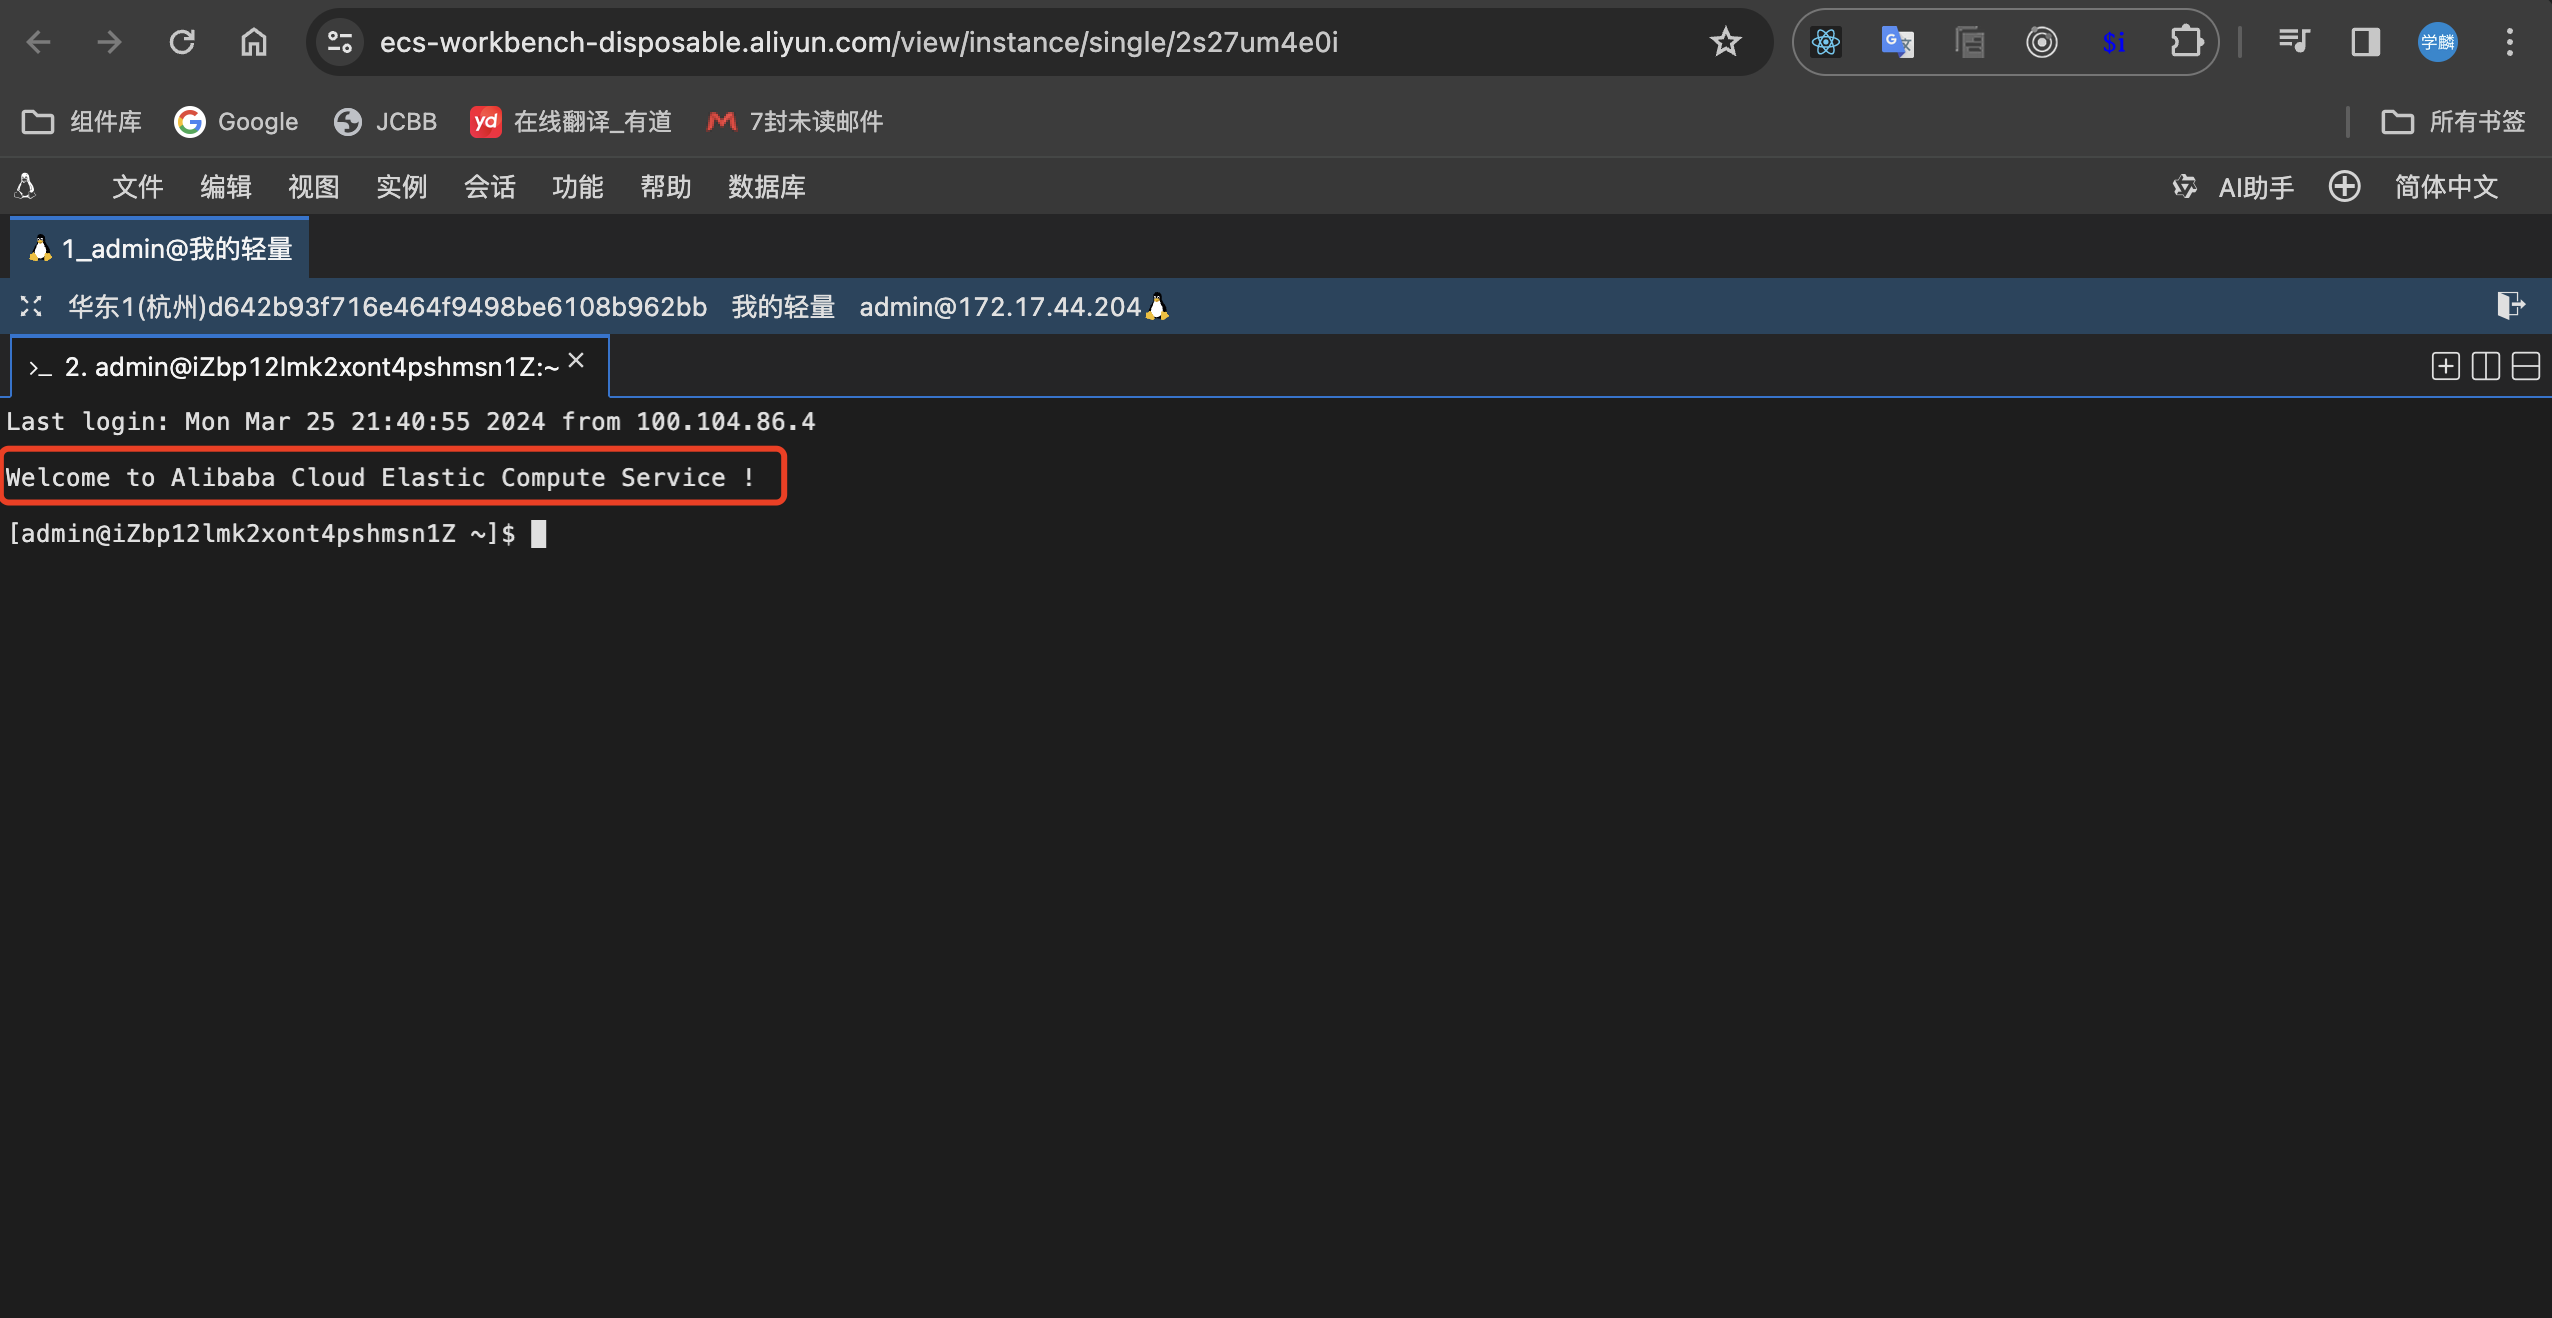 ecs-workbench-disposable.aliyun.com/view/instance/single/2s27um4e0i
$i
学麟
组件库 Google JCBB yd 在线翻译_有道 7封未读邮件 所有书签
文件 编辑 视图 实例 会话 功能 帮助 数据库 AI助手 简体中文
1_admin@我的轻量
华东1(杭州)d642b93f716e464f9498be6108b962bb 我的轻量 admin@172.17.44.204
2. admin@iZbp12lmk2xont4pshmsn1Z:~
Last login: Mon Mar 25 21:40:55 2024 from 100.104.86.4
Welcome to Alibaba Cloud Elastic Compute Service !
[admin@iZbp12lmk2xont4pshmsn1Z ~]$